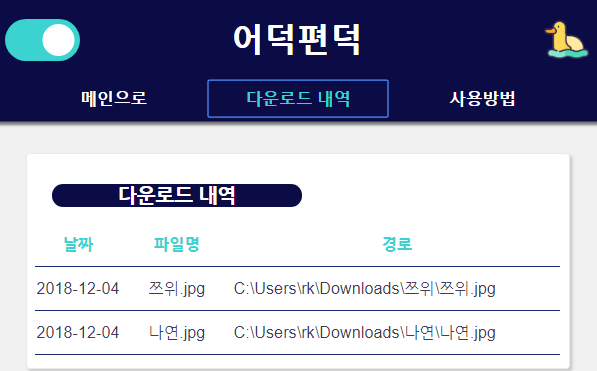 어덕편덕
메인으로 다운로드 내역 사용방법
다운로드 내역
날짜 파일명 경로
2018-12-04 쯔위.jpg C:\Users\rk\Downloads\쯔위\쯔위.jpg
2018-12-04 나연.jpg C:\Users\rk\Downloads\나연\나연.jpg